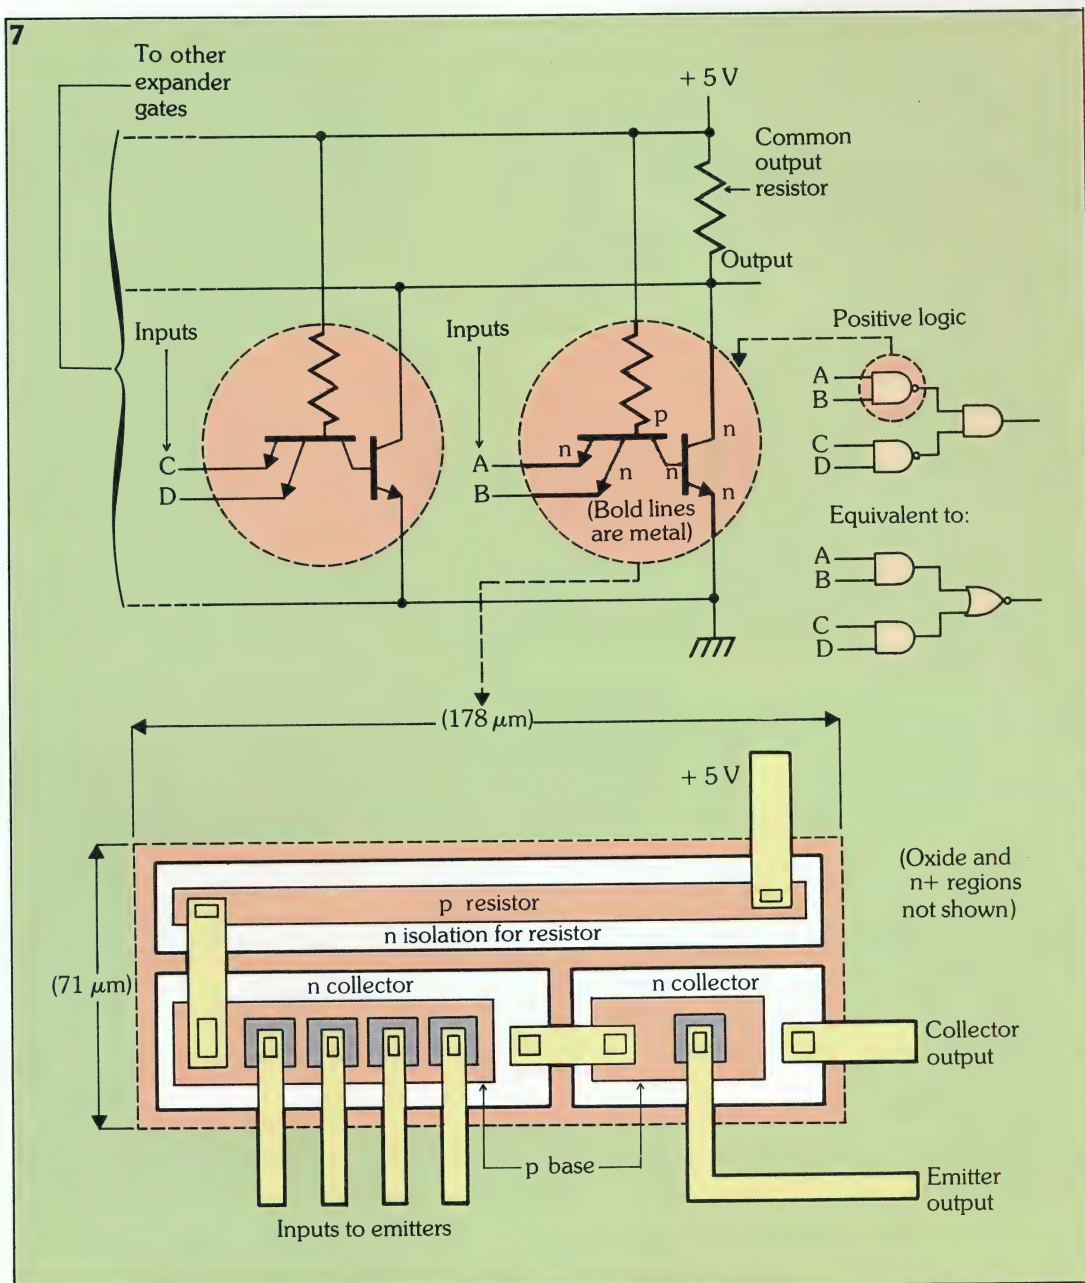 7
To other
expander
gates
+ 5 V
Common
output
resistor
Output
Inputs
Inputs
Positive logic
A
B
C
D
C
D
A
B
p
n
n
n
n
n
(Bold lines
are metal)
Equivalent to:
A
B
C
D
(178 μm)
+ 5 V
(Oxide and
n+ regions
not shown)
p resistor
n isolation for resistor
(71 μm)
n collector
n collector
Collector
output
p base
Emitter
output
Inputs to emitters